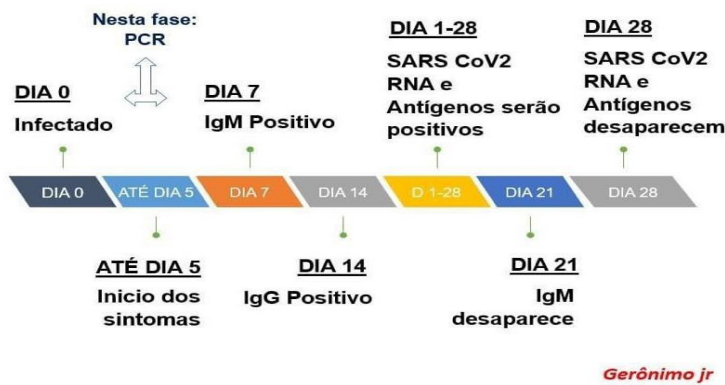 Nesta fase:
PCR
DIA 0
Infectado
DIA 7
IgM Positivo
DIA 1-28
SARS CoV2
RNA e
Antígenos serão
positivos
DIA 28
SARS CoV2
RNA e
Antígenos
desaparecem
DIA 0
ATÉ DIA 5
DIA 7
DIA 14
D 1-28
DIA 21
DIA 28
ATÉ DIA 5
Inicio dos
sintomas
DIA 14
IgG Positivo
DIA 21
IgM
desaparece
Gerônimo jr